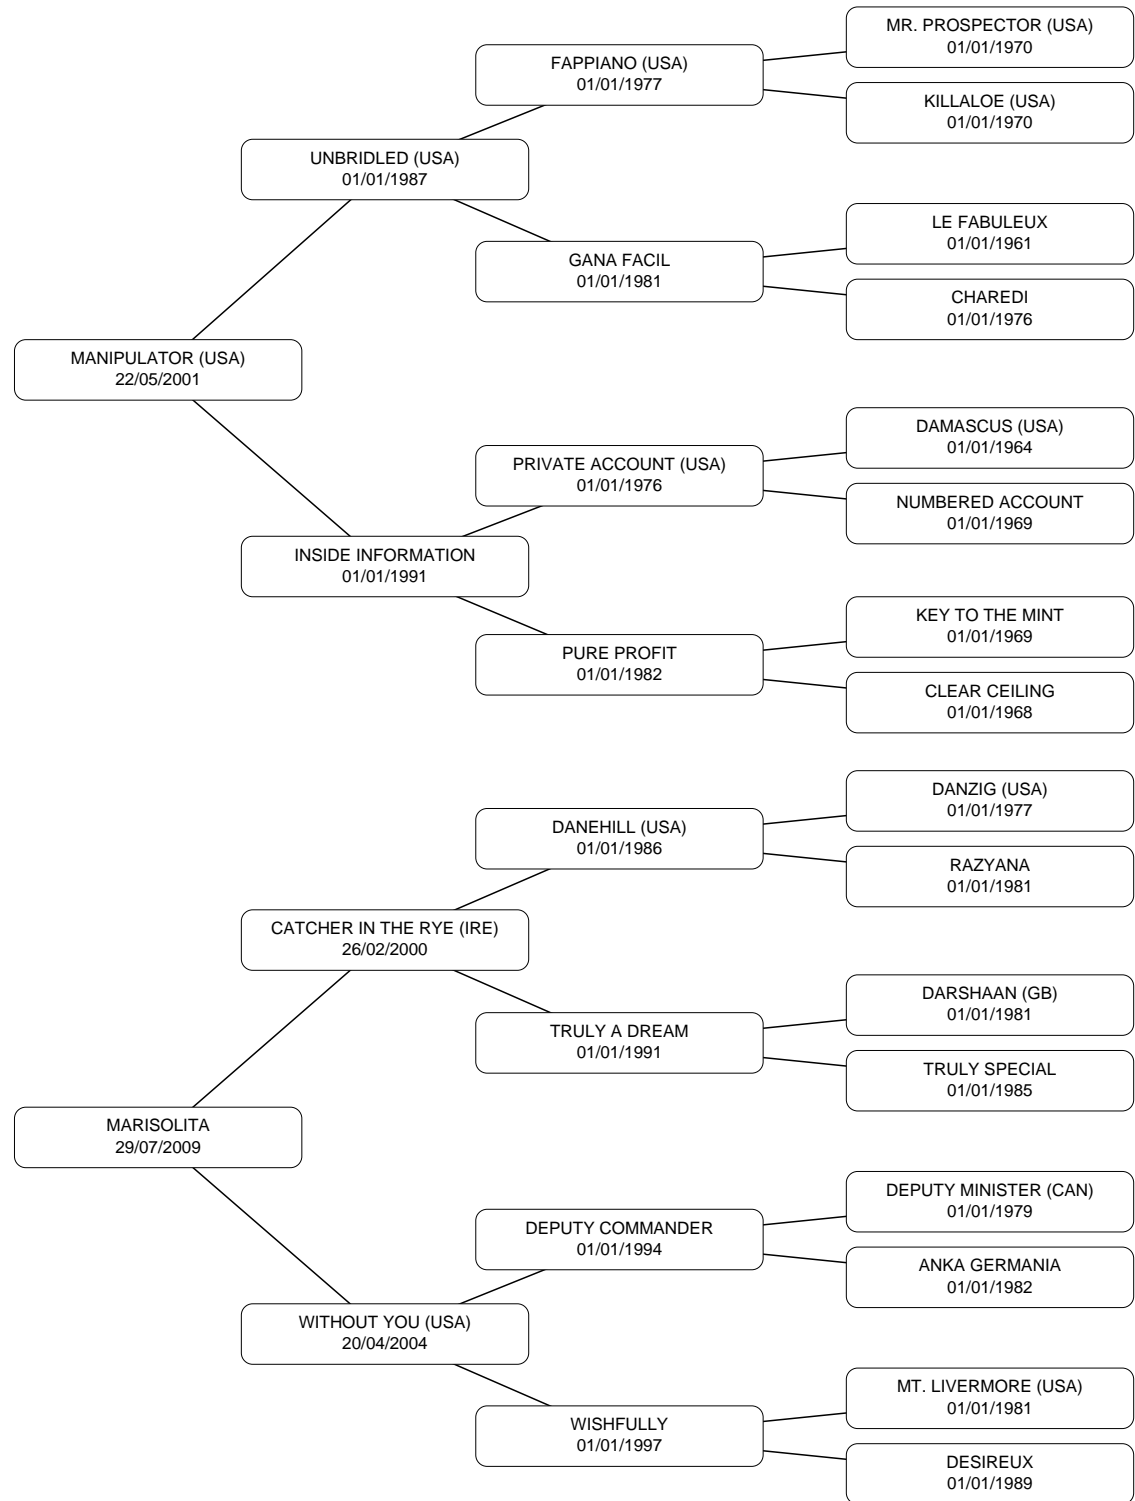 MR. PROSPECTOR (USA)
01/01/1970
FAPPIANO (USA)
01/01/1977
KILLALOE (USA)
01/01/1970
UNBRIDLED (USA)
01/01/1987
LE FABULEUX
01/01/1961
GANA FACIL
01/01/1981
CHAREDI
01/01/1976
MANIPULATOR (USA)
22/05/2001
DAMASCUS (USA)
01/01/1964
PRIVATE ACCOUNT (USA)
01/01/1976
NUMBERED ACCOUNT
01/01/1969
INSIDE INFORMATION
01/01/1991
KEY TO THE MINT
01/01/1969
PURE PROFIT
01/01/1982
CLEAR CEILING
01/01/1968
DANZIG (USA)
01/01/1977
DANEHILL (USA)
01/01/1986
RAZYANA
01/01/1981
CATCHER IN THE RYE (IRE)
26/02/2000
DARSHAAN (GB)
01/01/1981
TRULY A DREAM
01/01/1991
TRULY SPECIAL
01/01/1985
MARISOLITA
29/07/2009
DEPUTY MINISTER (CAN)
01/01/1979
DEPUTY COMMANDER
01/01/1994
ANKA GERMANIA
01/01/1982
WITHOUT YOU (USA)
20/04/2004
MT. LIVERMORE (USA)
01/01/1981
WISHFULLY
01/01/1997
DESIREUX
01/01/1989